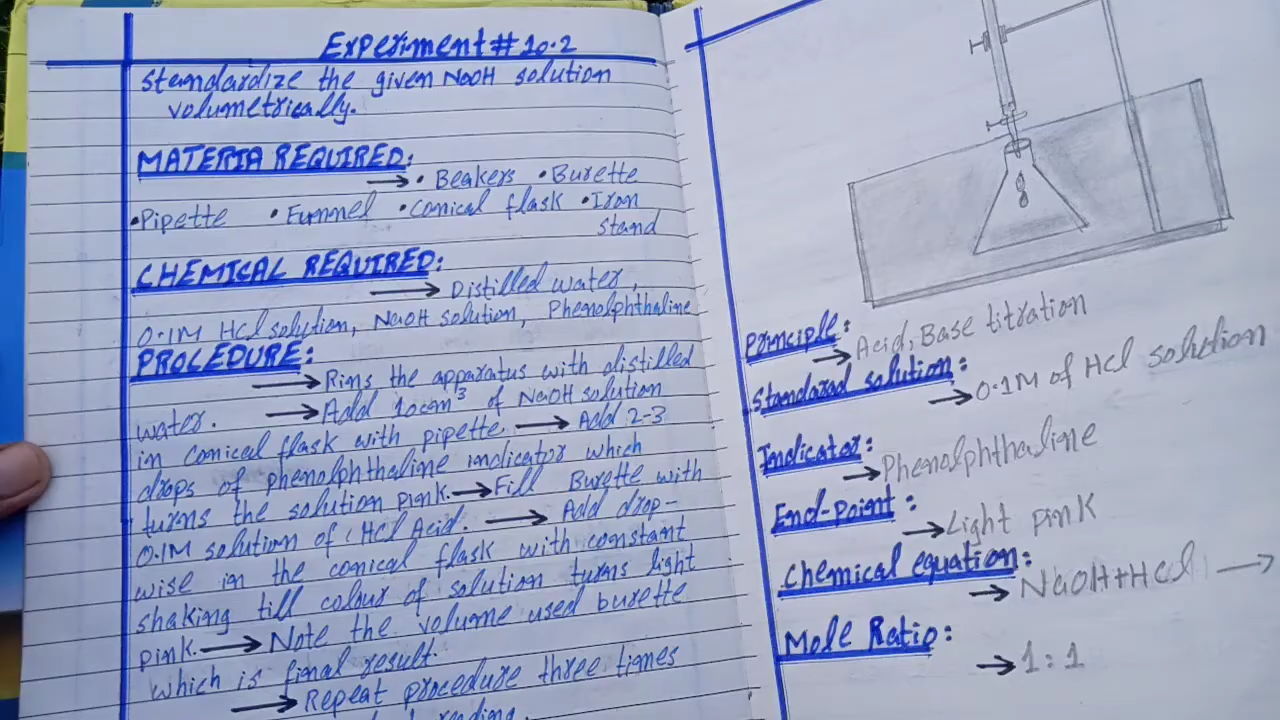 Experiment # 10.2
Standardize the given NaOH solution
volumetrically.
MATERIA REQUIRED:
→ • Beakers • Burette
• Pipette • Funnel • Conical flask • Iron
Stand
CHEMICAL REQUIRED:
→ Distilled water,
0.1M Hcl solution, NaOH solution, Phenolphthaline
PROCEDURE:
→ Rins the apparatus with distilled
water. → Add 10cm³ of NaOH solution
in conical flask with pipette. → Add 2-3
drops of phenolphthaline indicator which
turns the solution pink. → Fill Burette with
0.1M solution of HCl Acid. → Add drop-
wise in the conical flask with constant
shaking till colour of solution turns light
pink. → Note the volume used burette
which is final result.
→ Repeat procedure three times
reading.
Principle:
→ Acid, Base titration
Standard solution:
→ 0.1M of HCl solution
Indicator:
→ Phenolphthaline
End-point:
→ Light pink
Chemical equation:
→ NaOH + HCl →
Mole Ratio:
→ 1 : 1